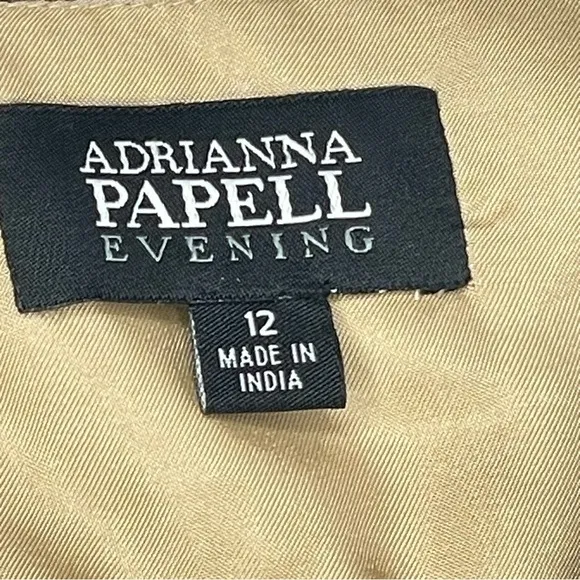 ADRIANNA
PAPELL
EVENING
12
MADE IN
INDIA